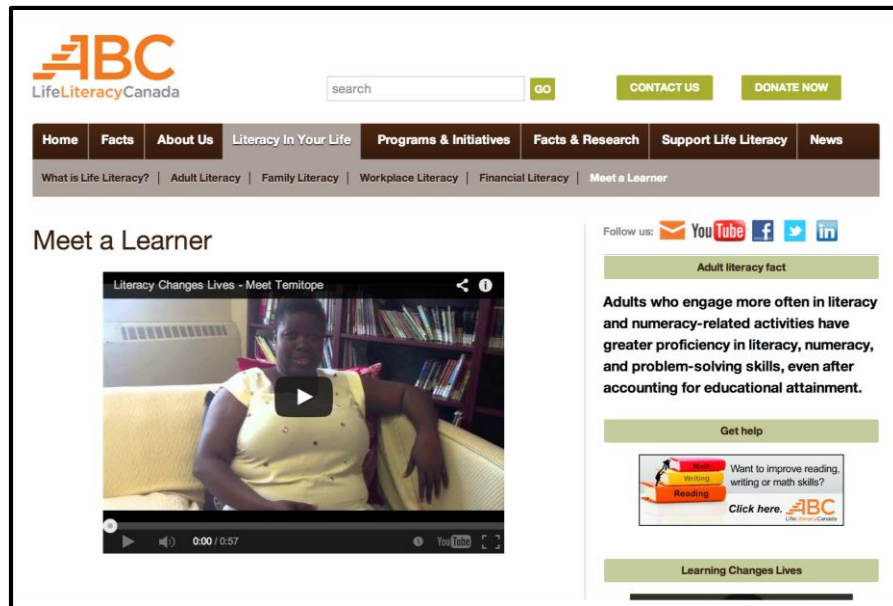 ABC
LifeLiteracyCanada
search
GO
CONTACT US
DONATE NOW
Home
Facts
About Us
Literacy In Your Life
Programs & Initiatives
Facts & Research
Support Life Literacy
News
What is Life Literacy? | Adult Literacy | Family Literacy | Workplace Literacy | Financial Literacy | Meet a Learner
Meet a Learner
Literacy Changes Lives - Meet Temitope
0:00 / 0:57
YouTube
Follow us:
YouTube
f
in
Adult literacy fact
Adults who engage more often in literacy
and numeracy-related activities have
greater proficiency in literacy, numeracy,
and problem-solving skills, even after
accounting for educational attainment.
Get help
Math
Writing
Reading
Want to improve reading,
writing or math skills?
Click here.
ABC
LifeLiteracyCanada
Learning Changes Lives